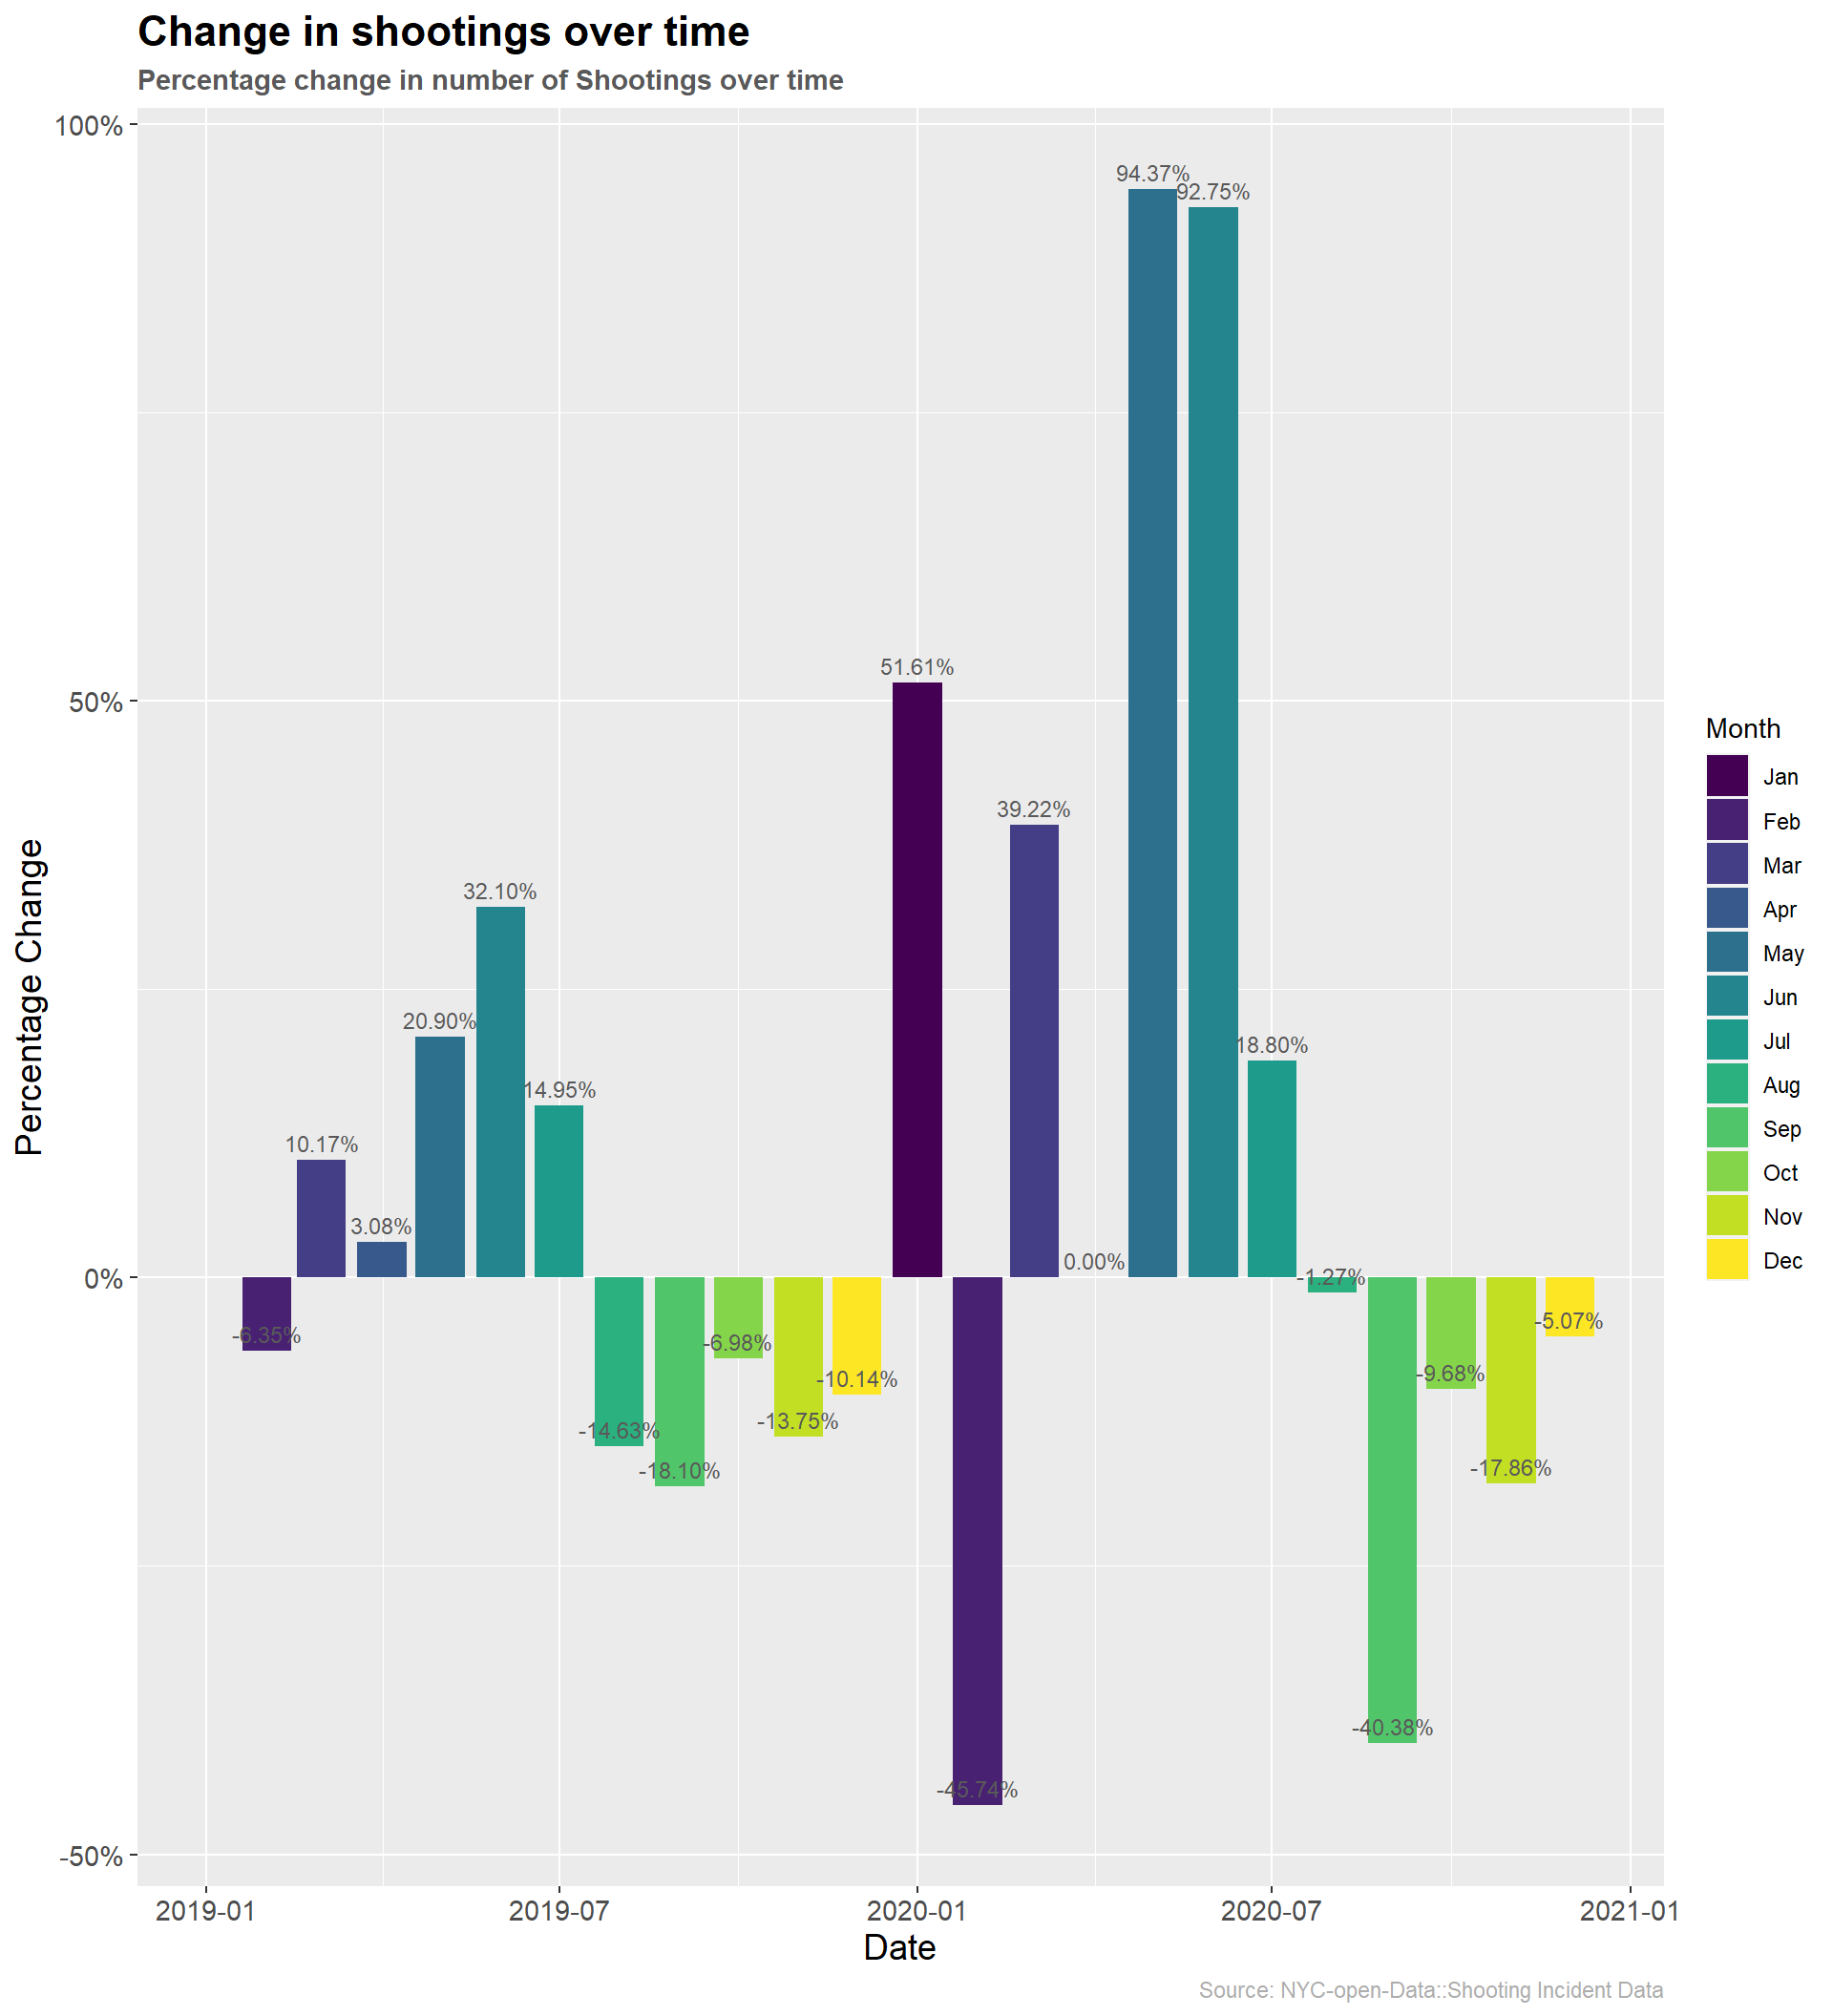 Change in shootings over time
Percentage change in number of Shootings over time
100%
50%
0%
-50%
Percentage Change
-6.35%
10.17%
3.08%
20.90%
32.10%
14.95%
-14.63%
-18.10%
-6.98%
-13.75%
-10.14%
51.61%
-45.74%
39.22%
0.00%
94.37%
92.75%
18.80%
-1.27%
-40.38%
-9.68%
-17.86%
-5.07%
2019-01
2019-07
2020-01
2020-07
2021-01
Date
Month
Jan
Feb
Mar
Apr
May
Jun
Jul
Aug
Sep
Oct
Nov
Dec
Source: NYC-open-Data::Shooting Incident Data